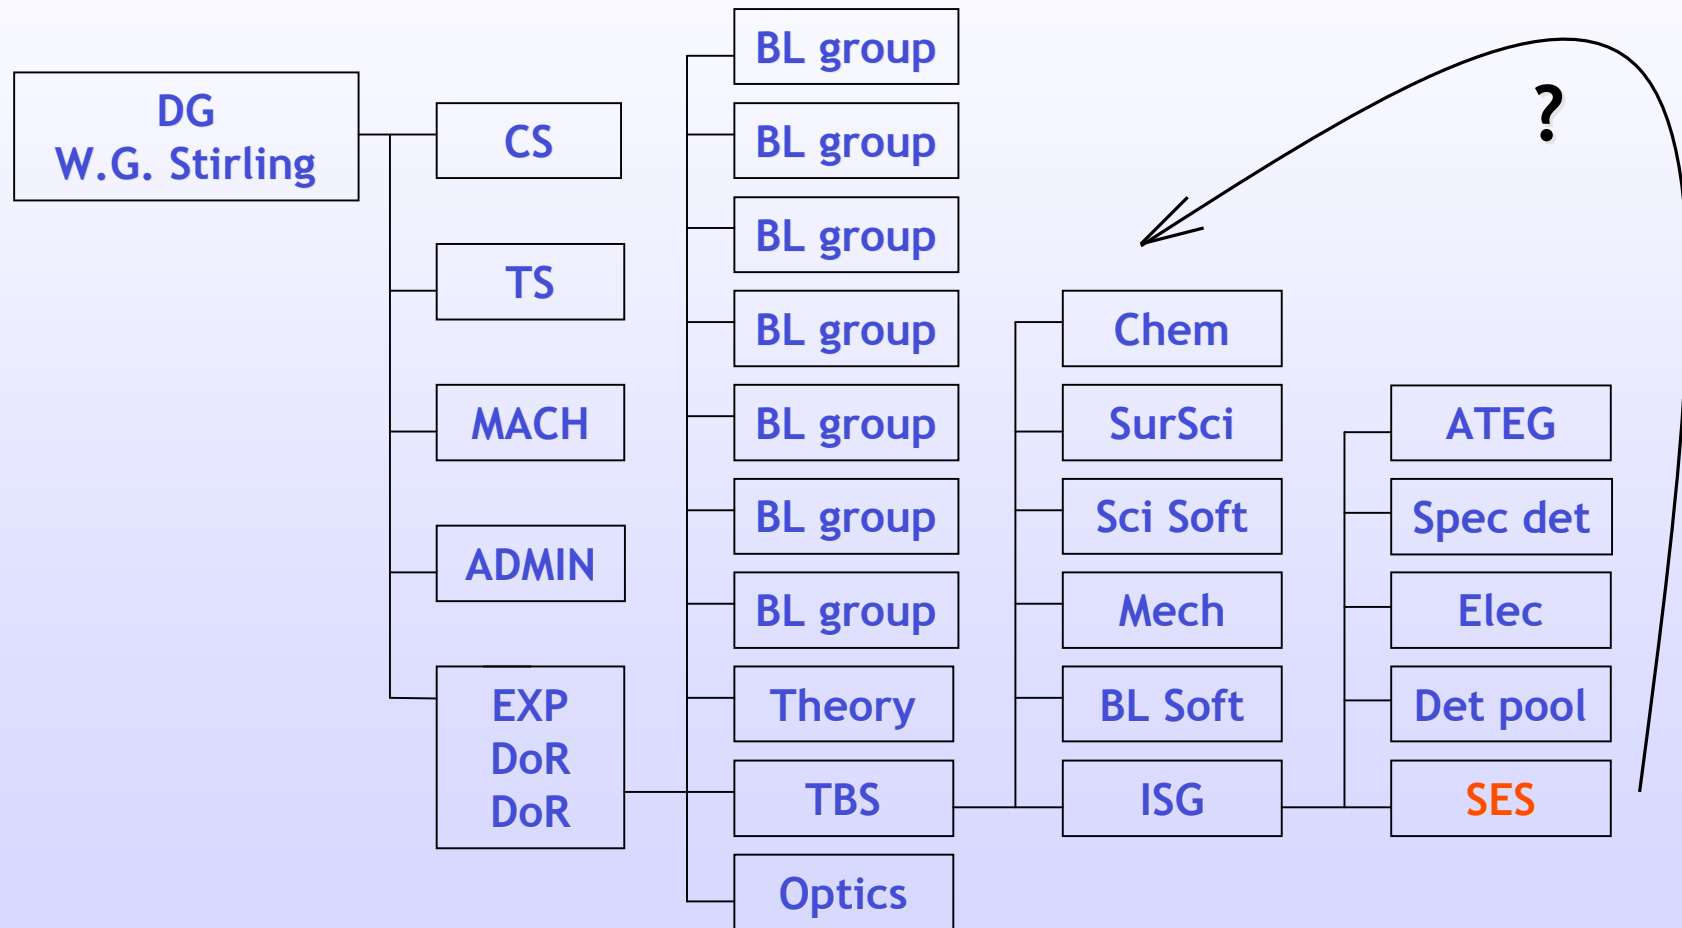 DG
W.G. Stirling
CS
TS
MACH
ADMIN
EXP
DoR
DoR
BL group
BL group
BL group
BL group
BL group
BL group
BL group
Theory
TBS
Optics
Chem
SurSci
Sci Soft
Mech
BL Soft
ISG
ATEG
Spec det
Elec
Det pool
SES
?